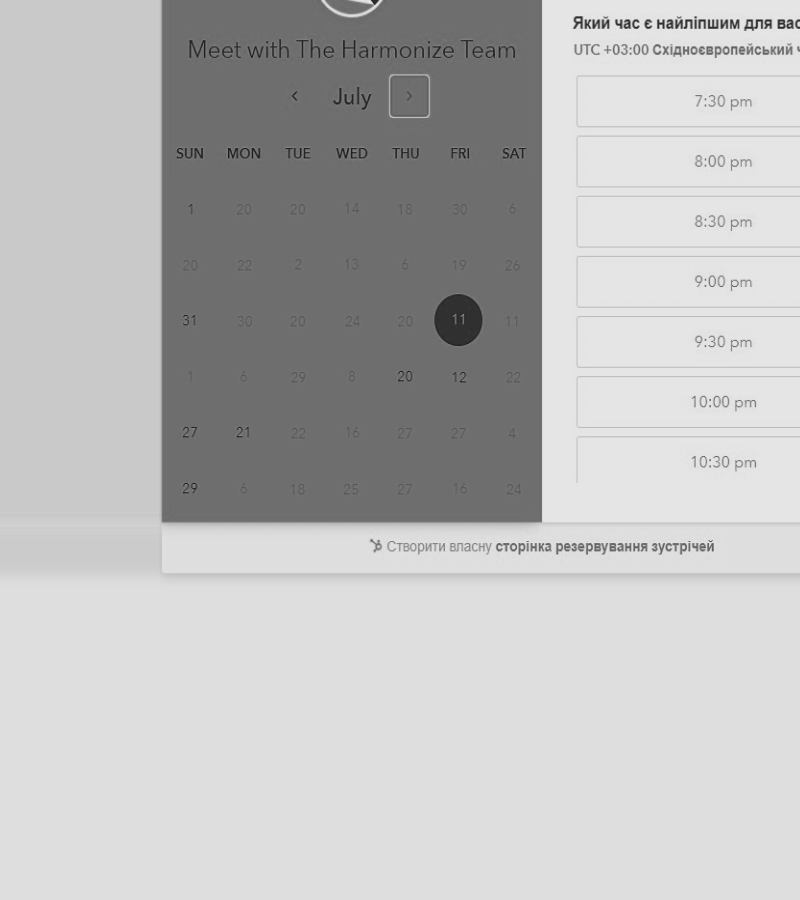 Meet with The Harmonize Team
July
SUN MON TUE WED THU FRI SAT
1 20 20 14 18 30 6
20 22 2 13 6 19 26
31 30 20 24 20 11 11
1 6 29 8 20 12 22
27 21 22 16 27 27 4
29 6 18 25 27 16 24
Який час є найліпшим для вас
UTC +03:00 Східноєвропейський ч
7:30 pm
8:00 pm
8:30 pm
9:00 pm
9:30 pm
10:00 pm
10:30 pm
Створити власну сторінка резервування зустрічей